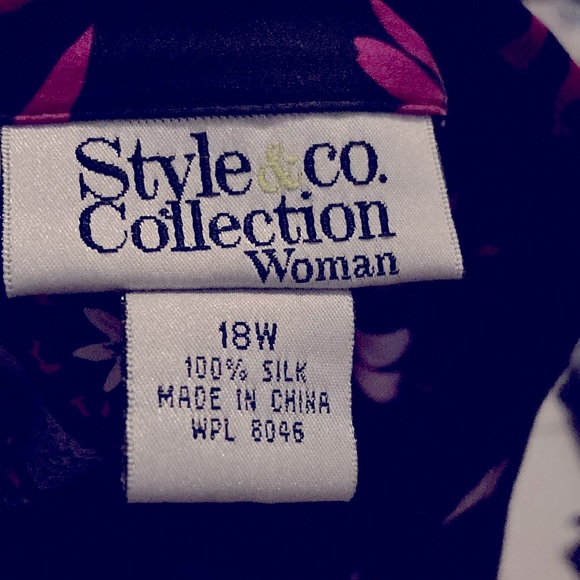 Style & co.
Collection
Woman
18W
100% SILK
MADE IN CHINA
WPL 8046